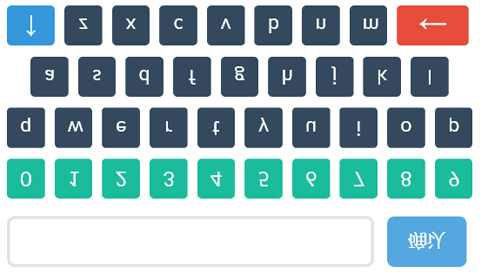 确认
0 1 2 3 4 5 6 7 8 9
q w e r t y u i o p
a s d f g h j k l
↑ z x c v b n m ←